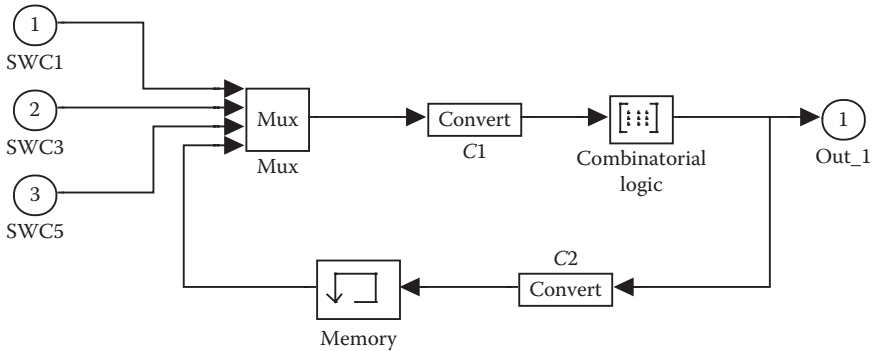 1
SWC1
2
SWC3
3
SWC5
Mux
Mux
Convert
C1
Combinatorial
logic
1
Out_1
C2
Convert
Memory